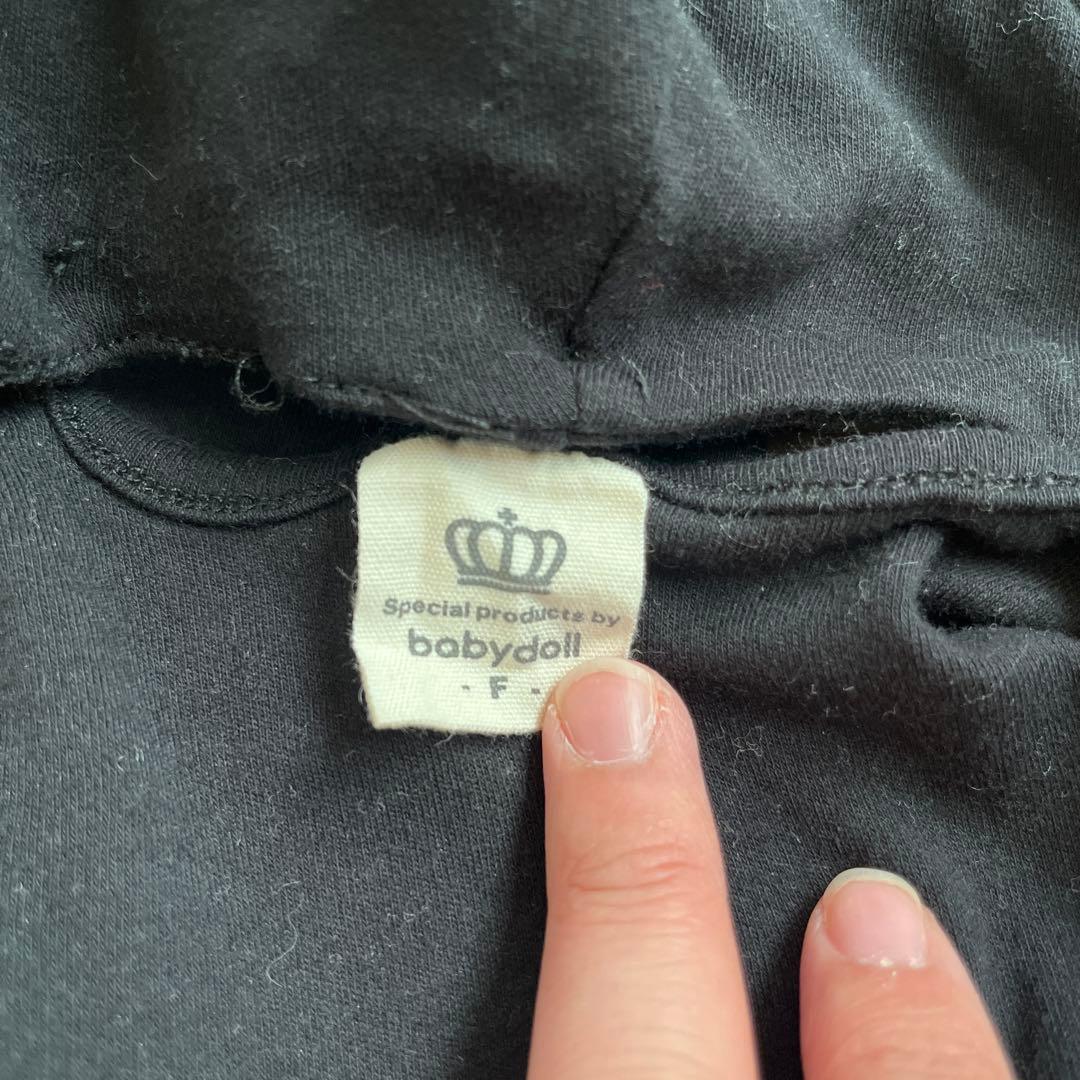 Special products by
babydoll
- F -